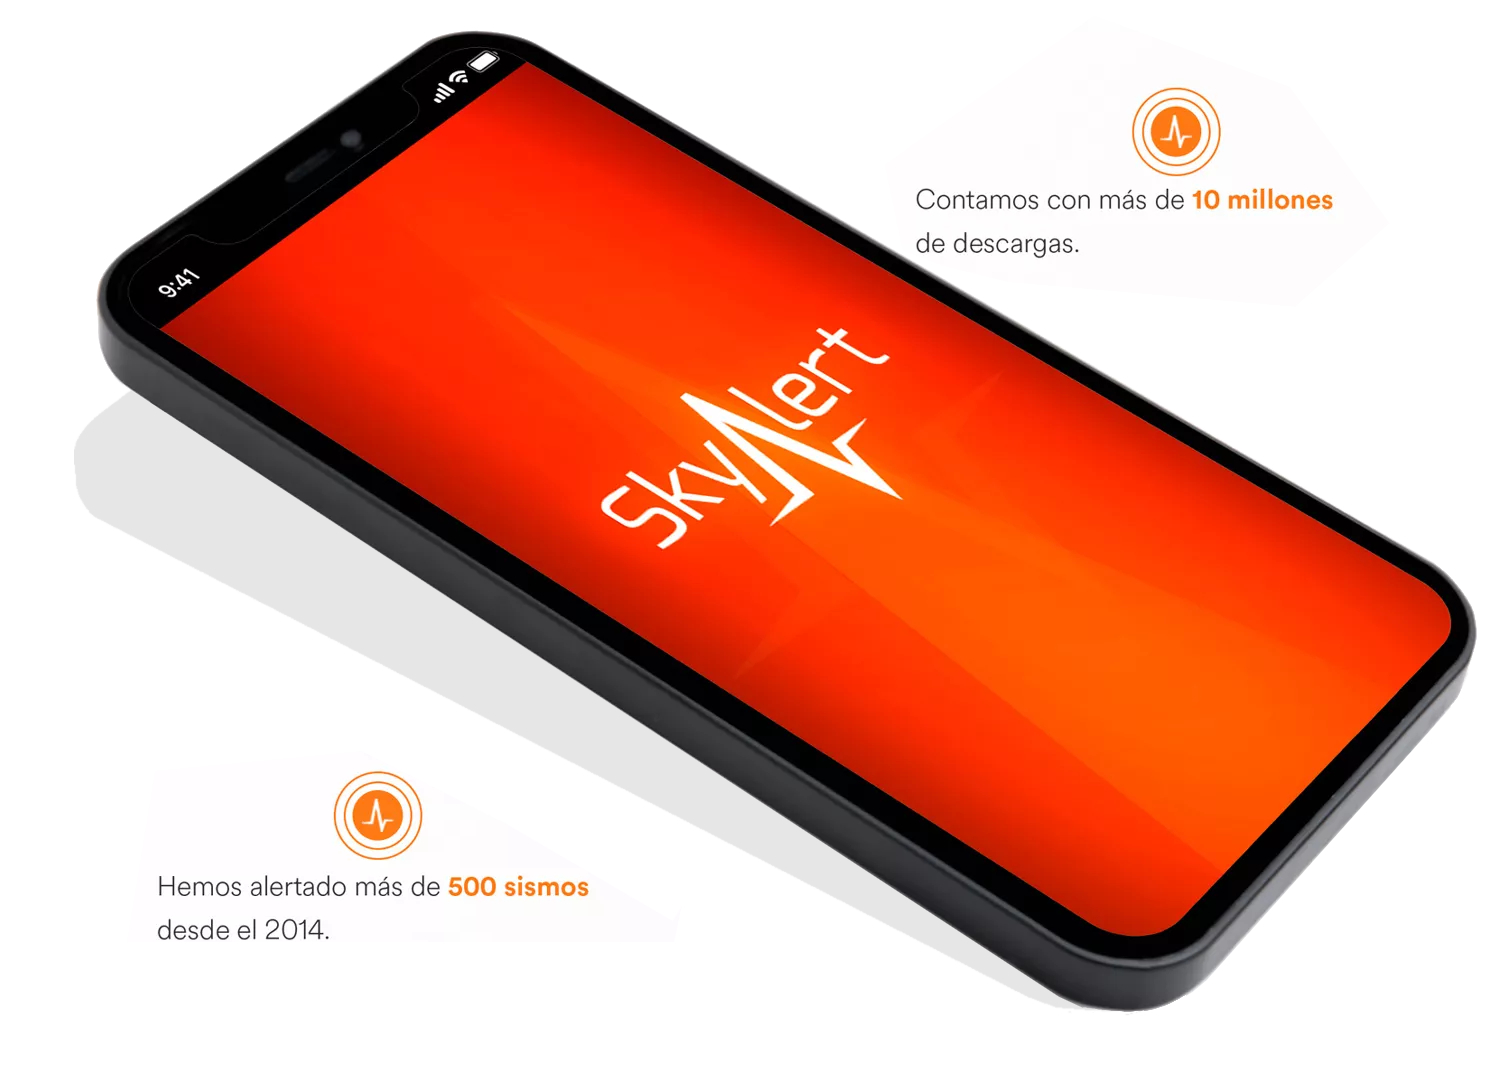 9:41
SkyAlert
Contamos con más de 10 millones
de descargas.
Hemos alertado más de 500 sismos
desde el 2014.